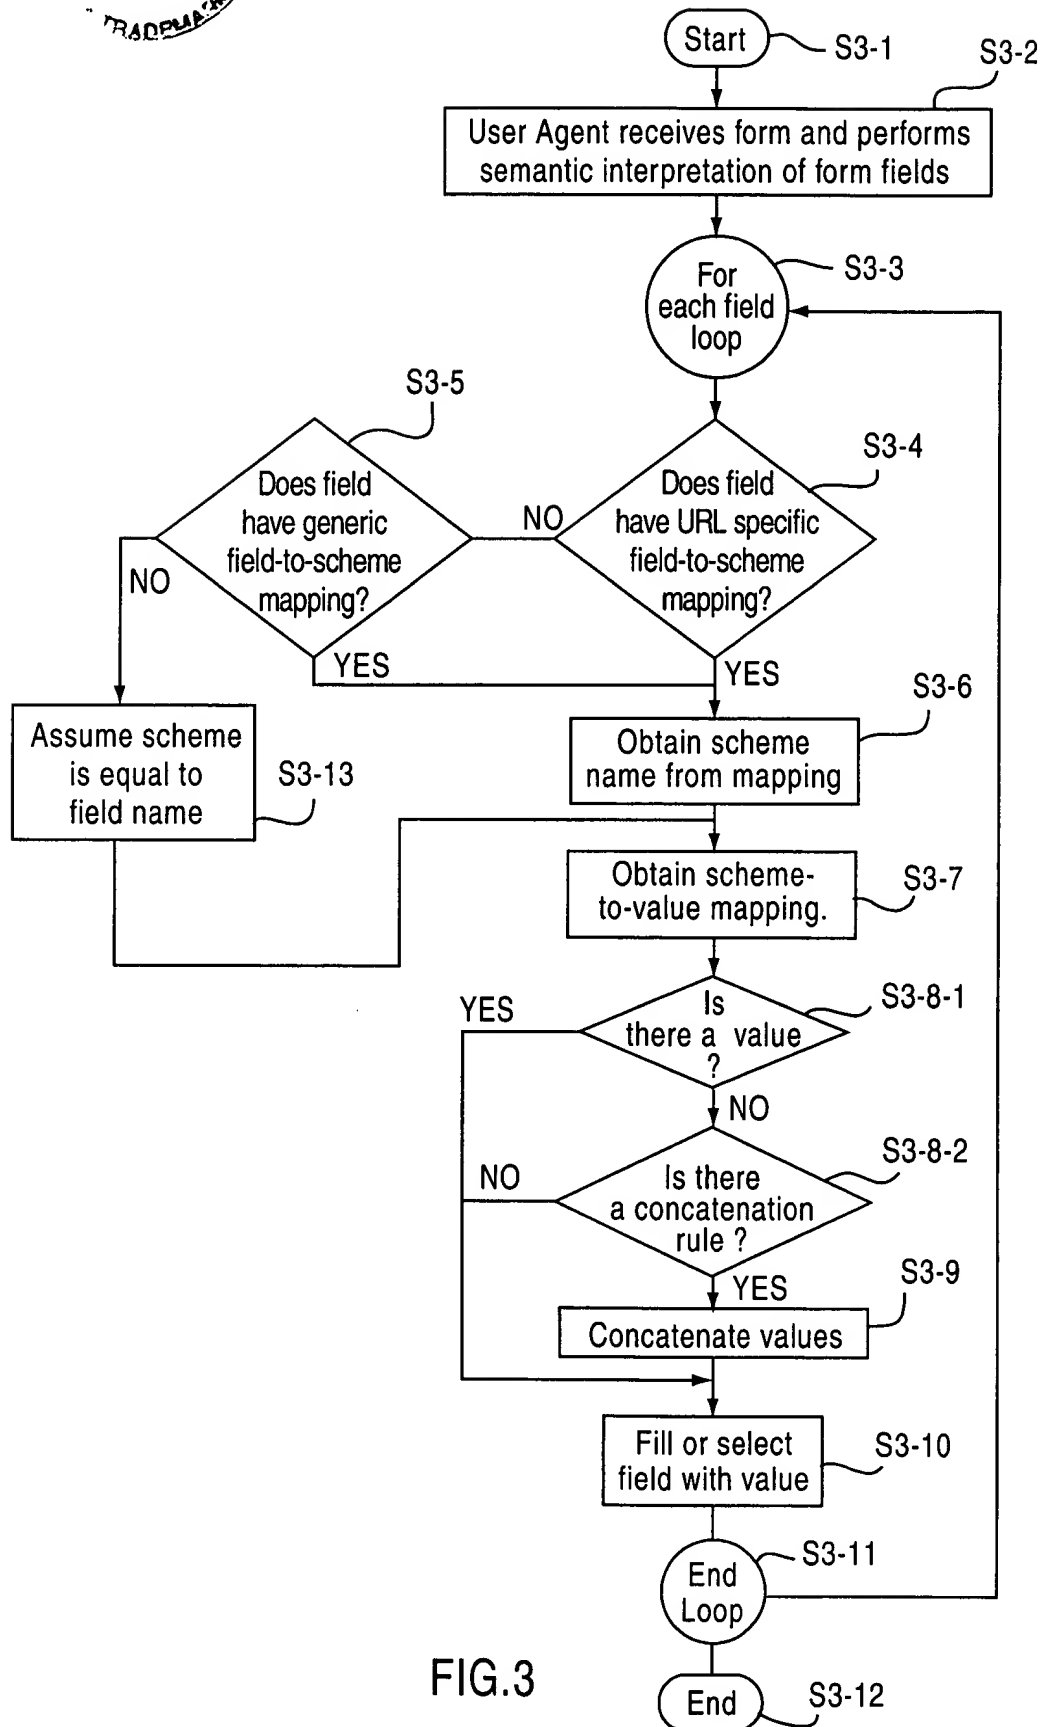 TRADEMA
Start
S3-1
S3-2
User Agent receives form and performs
semantic interpretation of form fields
For
each field
loop
S3-3
S3-5
S3-4
Does field
have generic
field-to-scheme
mapping?
NO
Does field
have URL specific
field-to-scheme
mapping?
NO
YES
YES
S3-6
Assume scheme
is equal to
field name
S3-13
Obtain scheme
name from mapping
Obtain scheme-
to-value mapping.
S3-7
YES
Is
there a value
?
S3-8-1
NO
NO
Is there
a concatenation
rule ?
S3-8-2
YES
S3-9
Concatenate values
Fill or select
field with value
S3-10
End
Loop
S3-11
FIG.3
End
S3-12